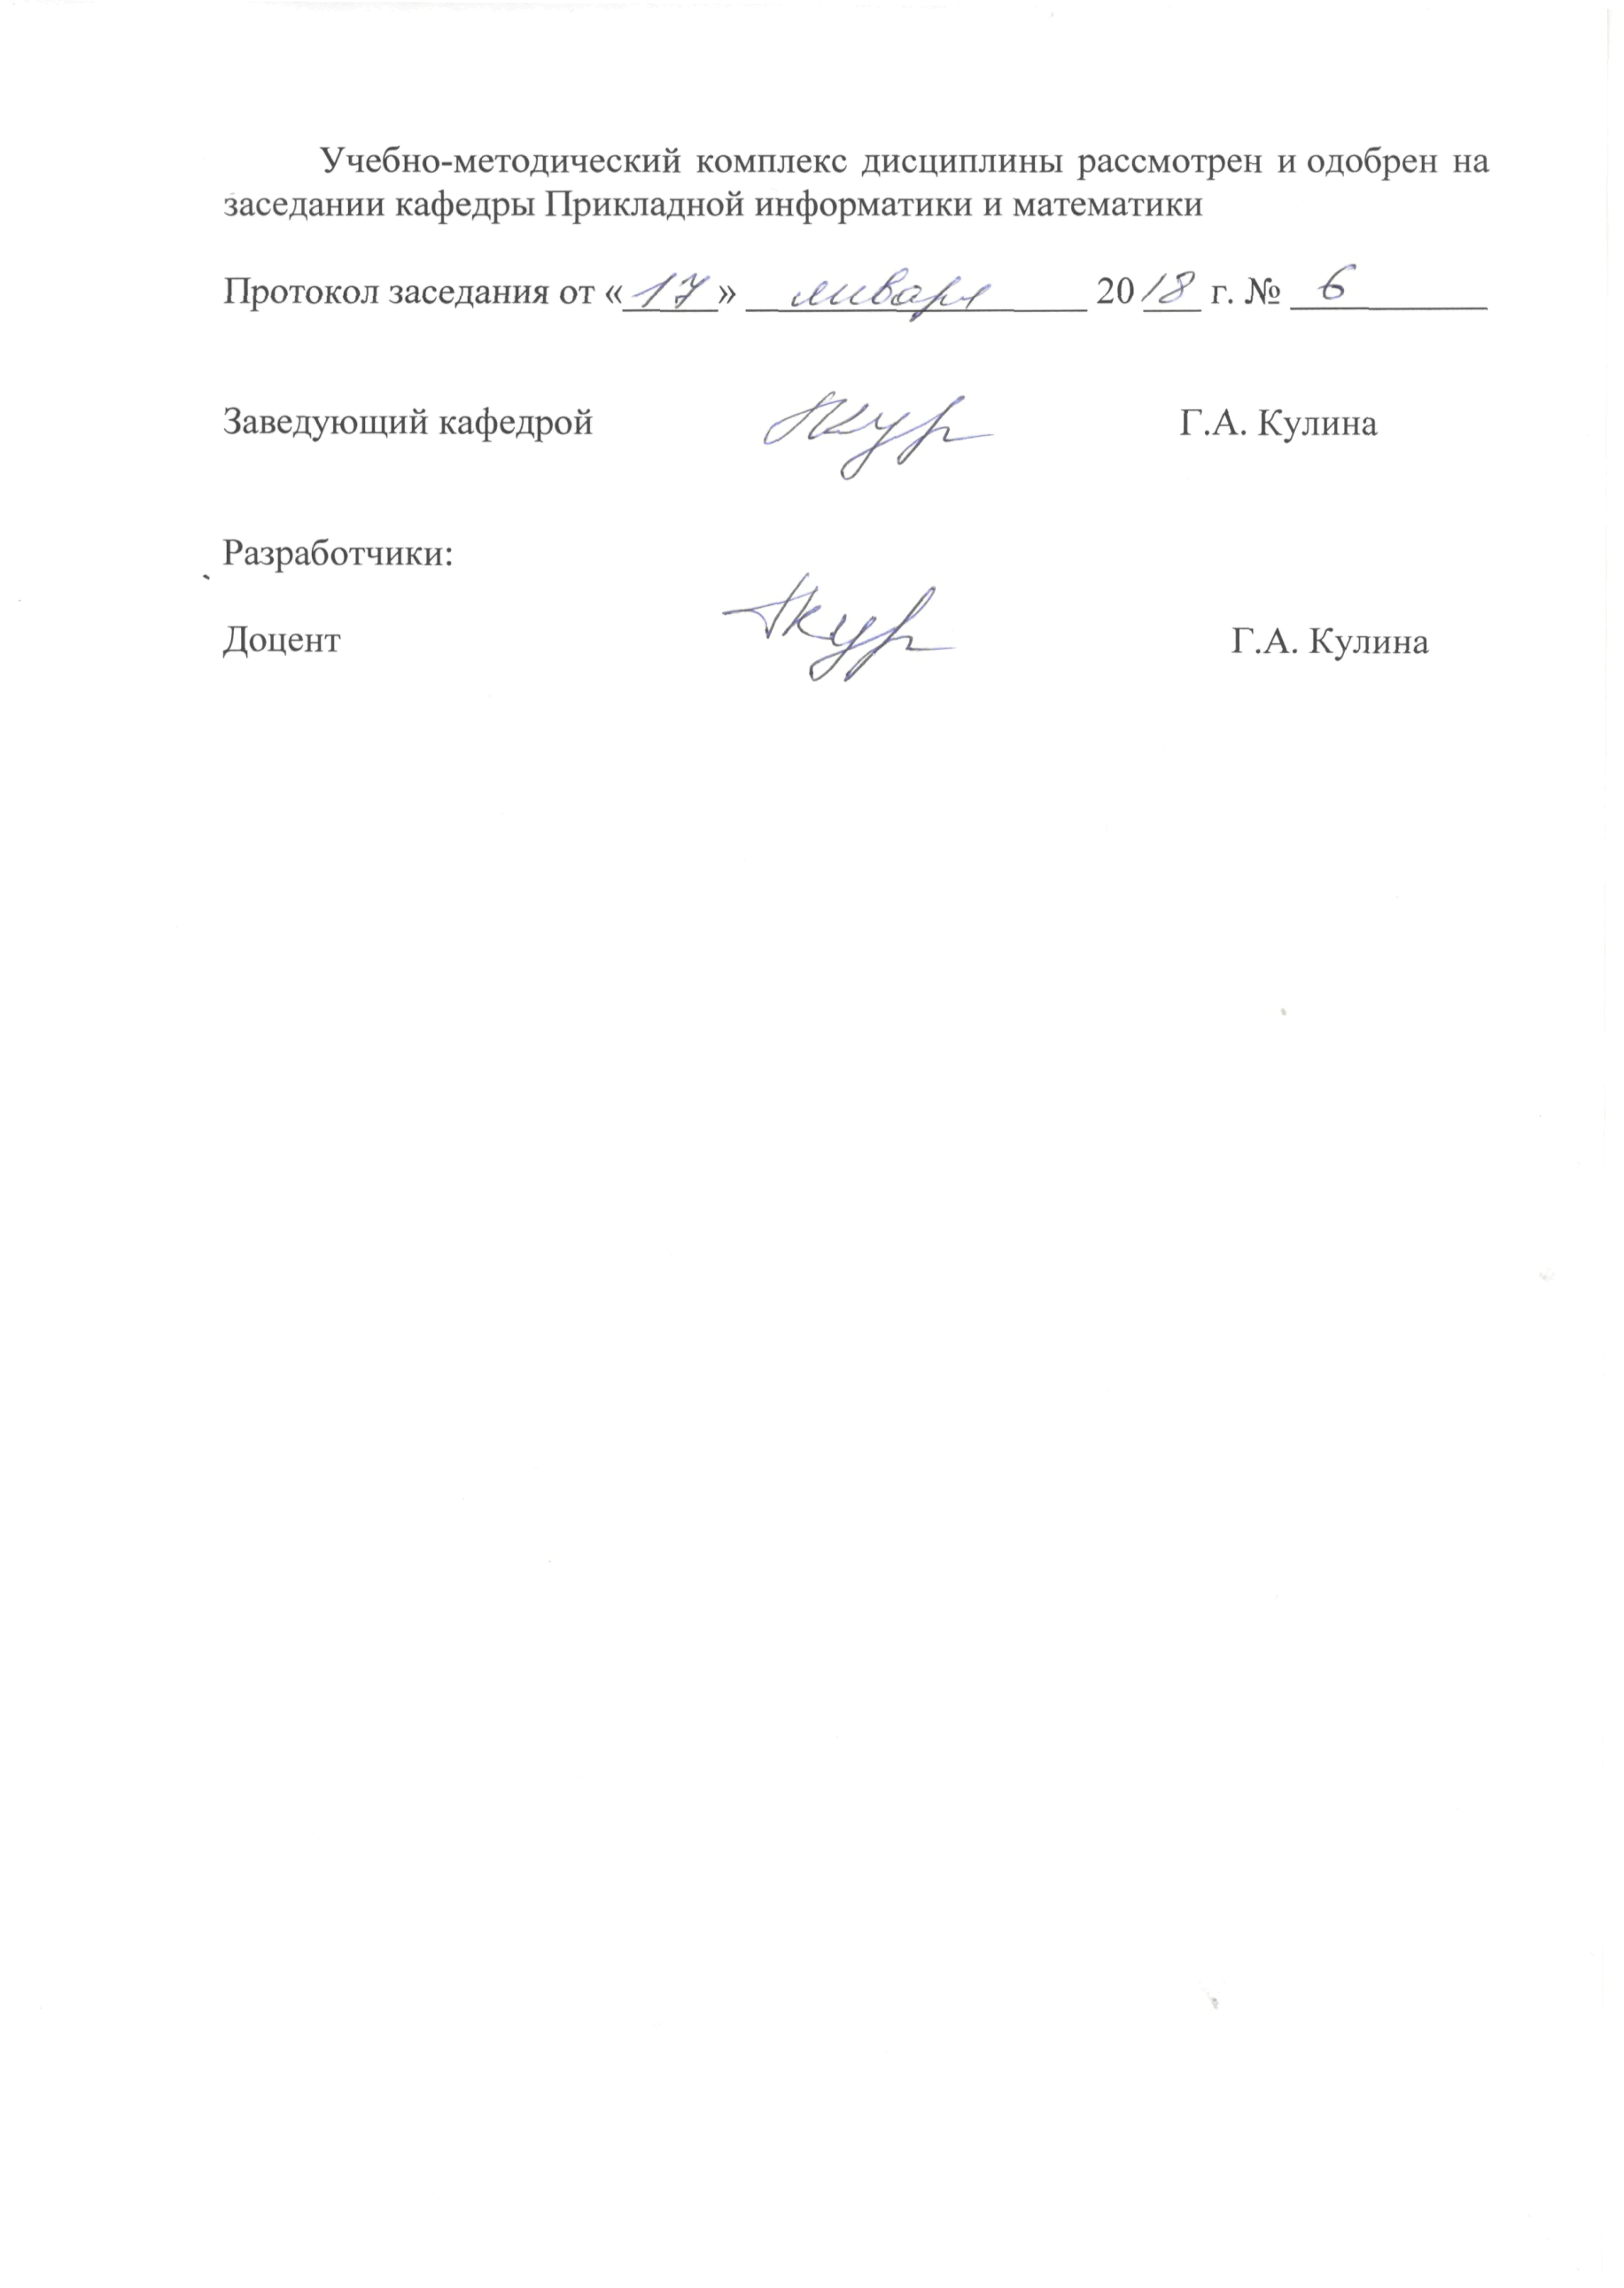 Учебно-методический комплекс дисциплины рассмотрен и одобрен на
заседании кафедры Прикладной информатики и математики
Протокол заседания от «17» января 2018 г. № 6
Заведующий кафедрой Г.А. Кулина
Разработчики:
Доцент Г.А. Кулина